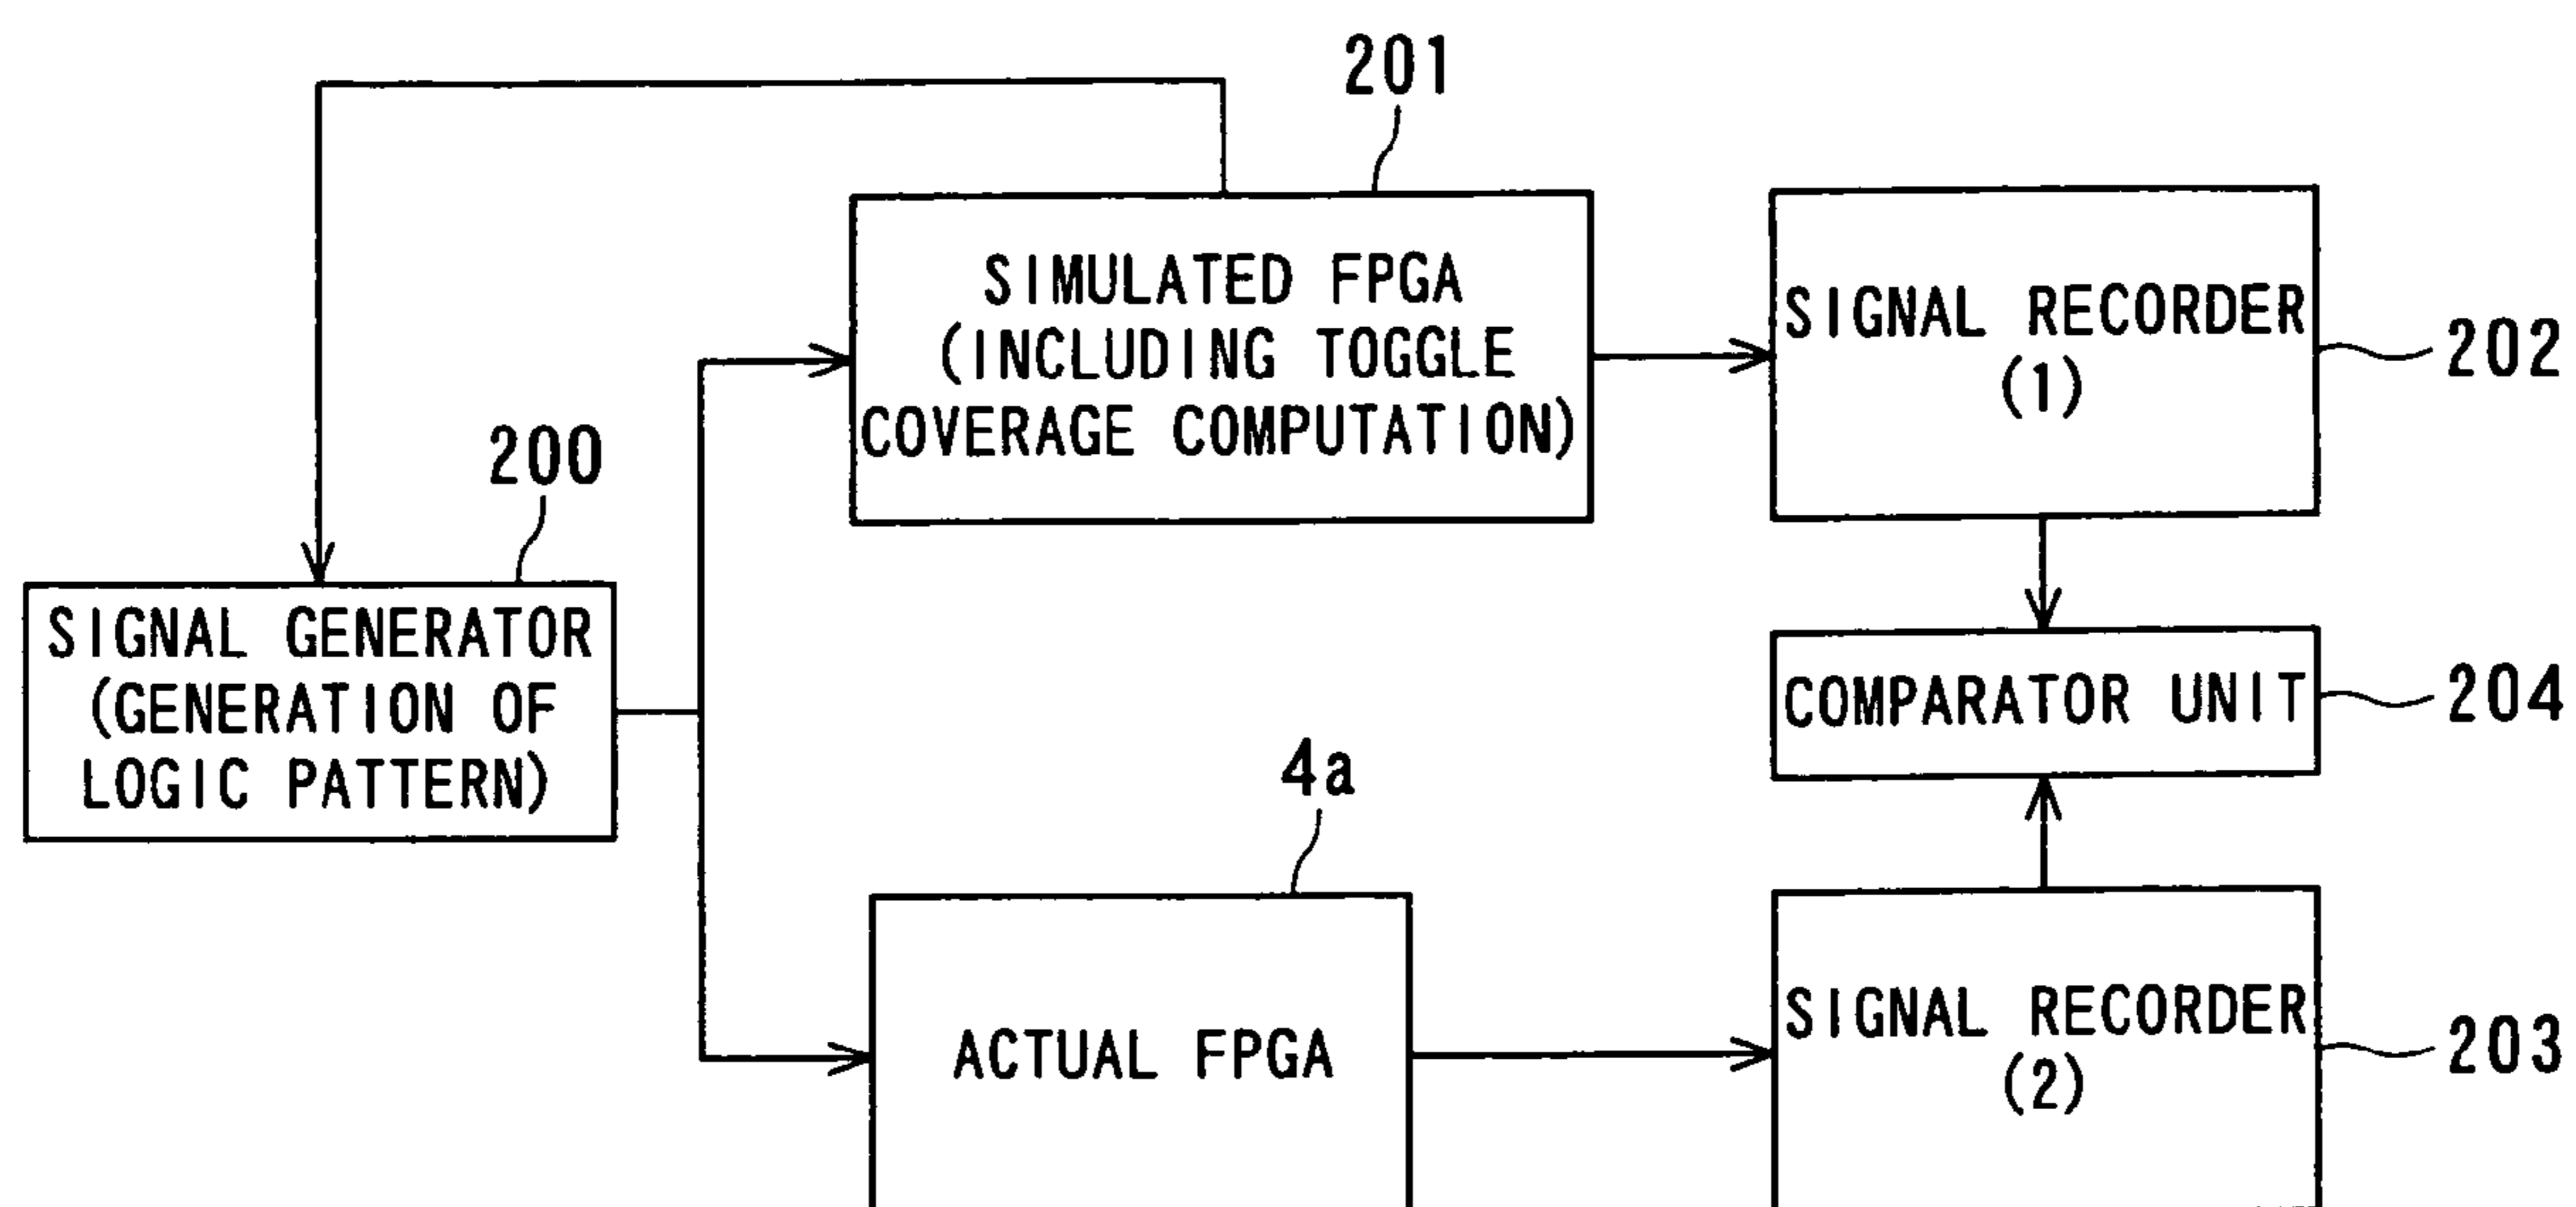 201
SIMULATED FPGA
(INCLUDING TOGGLE
COVERAGE COMPUTATION)
SIGNAL RECORDER
(1)
202
200
SIGNAL GENERATOR
(GENERATION OF
LOGIC PATTERN)
COMPARATOR UNIT
204
4a
ACTUAL FPGA
SIGNAL RECORDER
(2)
203